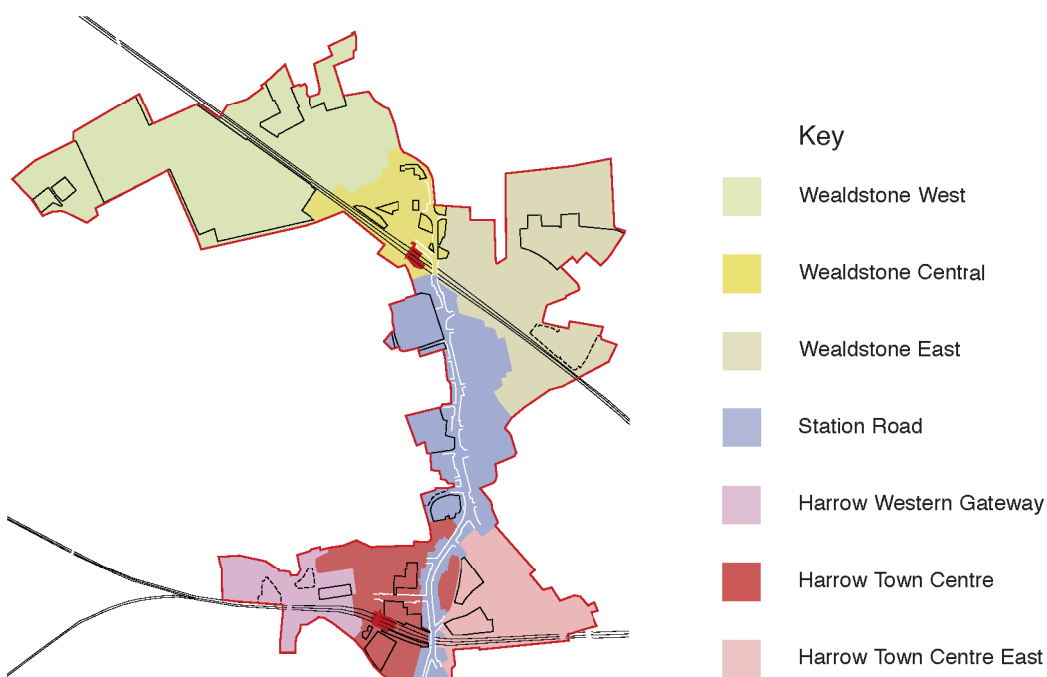 Key
Wealdstone West
Wealdstone Central
Wealdstone East
Station Road
Harrow Western Gateway
Harrow Town Centre
Harrow Town Centre East